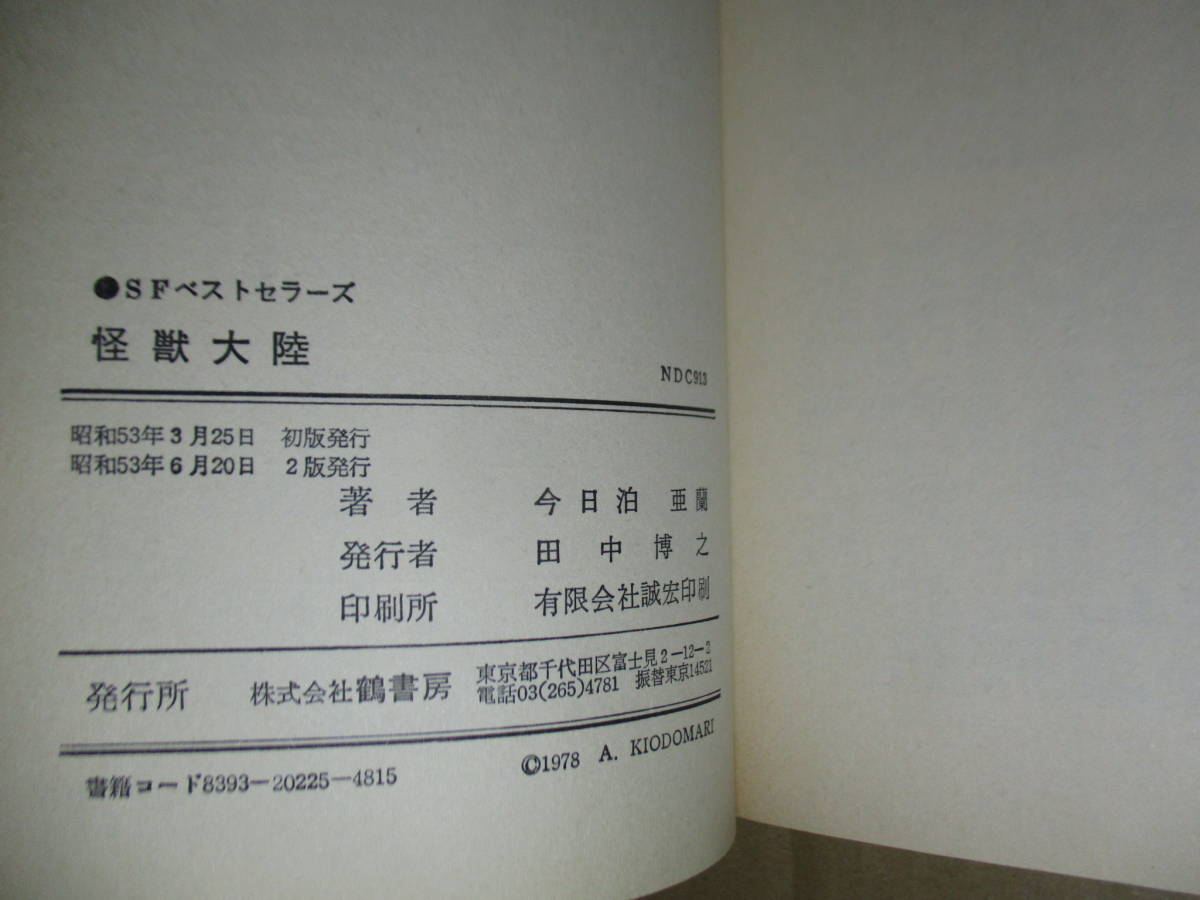 ●SFベストセラーズ
怪獣大陸
NDC913
昭和53年3月25日 初版発行
昭和53年6月20日 2版発行
著者 今日泊亜蘭
発行者 田中博之
印刷所 有限会社誠宏印刷
発行所 株式会社鶴書房
東京都千代田区富士見2-12-2
電話03(265)4781 振替東京14521
©1978 A. KIODOMARI
書籍コード8393-20225-4815